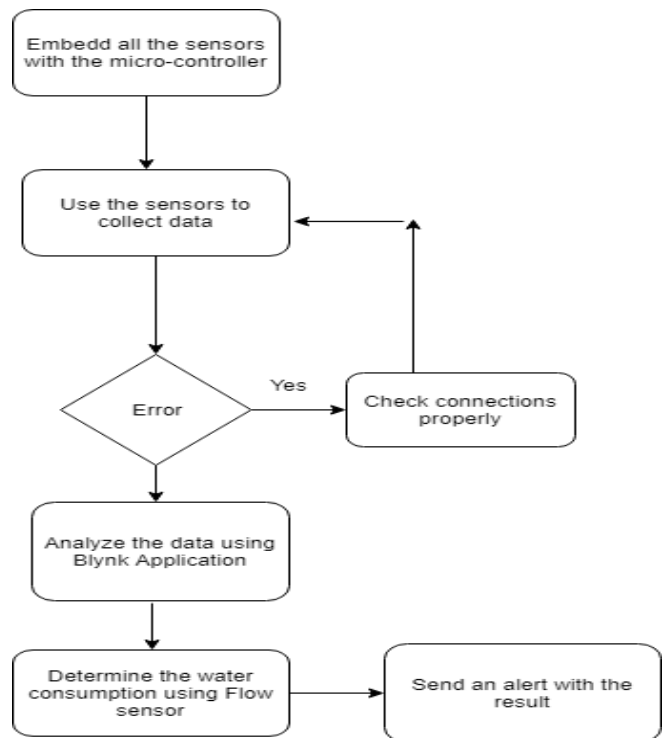 Embedd all the sensors
with the micro-controller
Use the sensors to
collect data
Error
Yes
Check connections
properly
Analyze the data using
Blynk Application
Determine the water
consumption using Flow
sensor
Send an alert with the
result